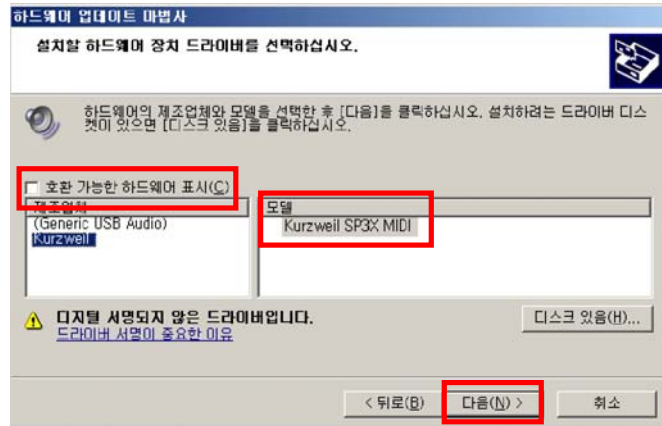 하드웨어 업데이트 마법사
설치할 하드웨어 장치 드라이버를 선택하십시오.
하드웨어의 제조업체와 모델을 선택한 후 [다음]을 클릭하십시오. 설치하려는 드라이버 디스
켓이 있으면 [디스크 있음]을 클릭하십시오.
호환 가능한 하드웨어 표시(C)
제조업체
모델
(Generic USB Audio)
Kurzweil
Kurzweil SP3X MIDI
디지털 서명되지 않은 드라이버입니다.
드라이버 서명이 중요한 이유
디스크 있음(H)...
< 뒤로(B)
다음(N) >
취소